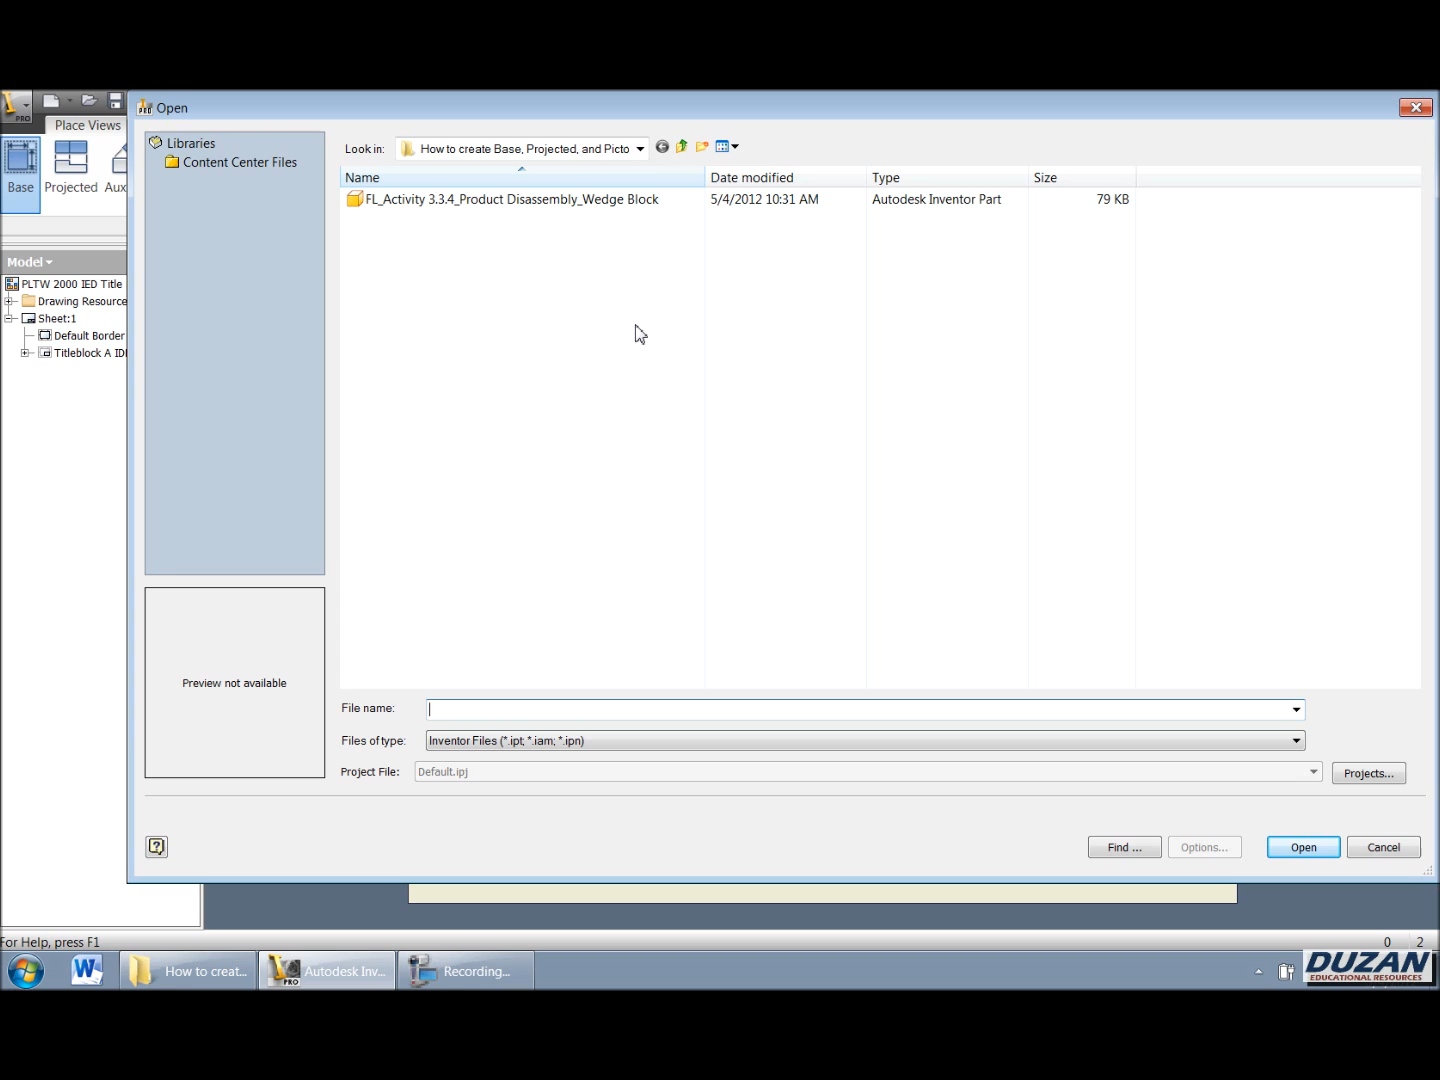 PRO
Place Views
Base
Projected
Aux
Model
PLTW 2000 IED Title
Drawing Resource
Sheet:1
Default Border
Titleblock A IDE
PRO
Open
Libraries
Content Center Files
Look in:
How to create Base, Projected, and Picto
Name
Date modified
Type
Size
FL_Activity 3.3.4_Product Disassembly_Wedge Block
5/4/2012 10:31 AM
Autodesk Inventor Part
79 KB
Preview not available
File name:
Files of type:
Inventor Files (*.ipt; *.iam; *.ipn)
Project File:
Default.ipj
Projects...
Find ...
Options...
Open
Cancel
For Help, press F1
0
2
How to creat...
PRO
Autodesk Inv...
Recording...
DUZAN
EDUCATIONAL RESOURCES